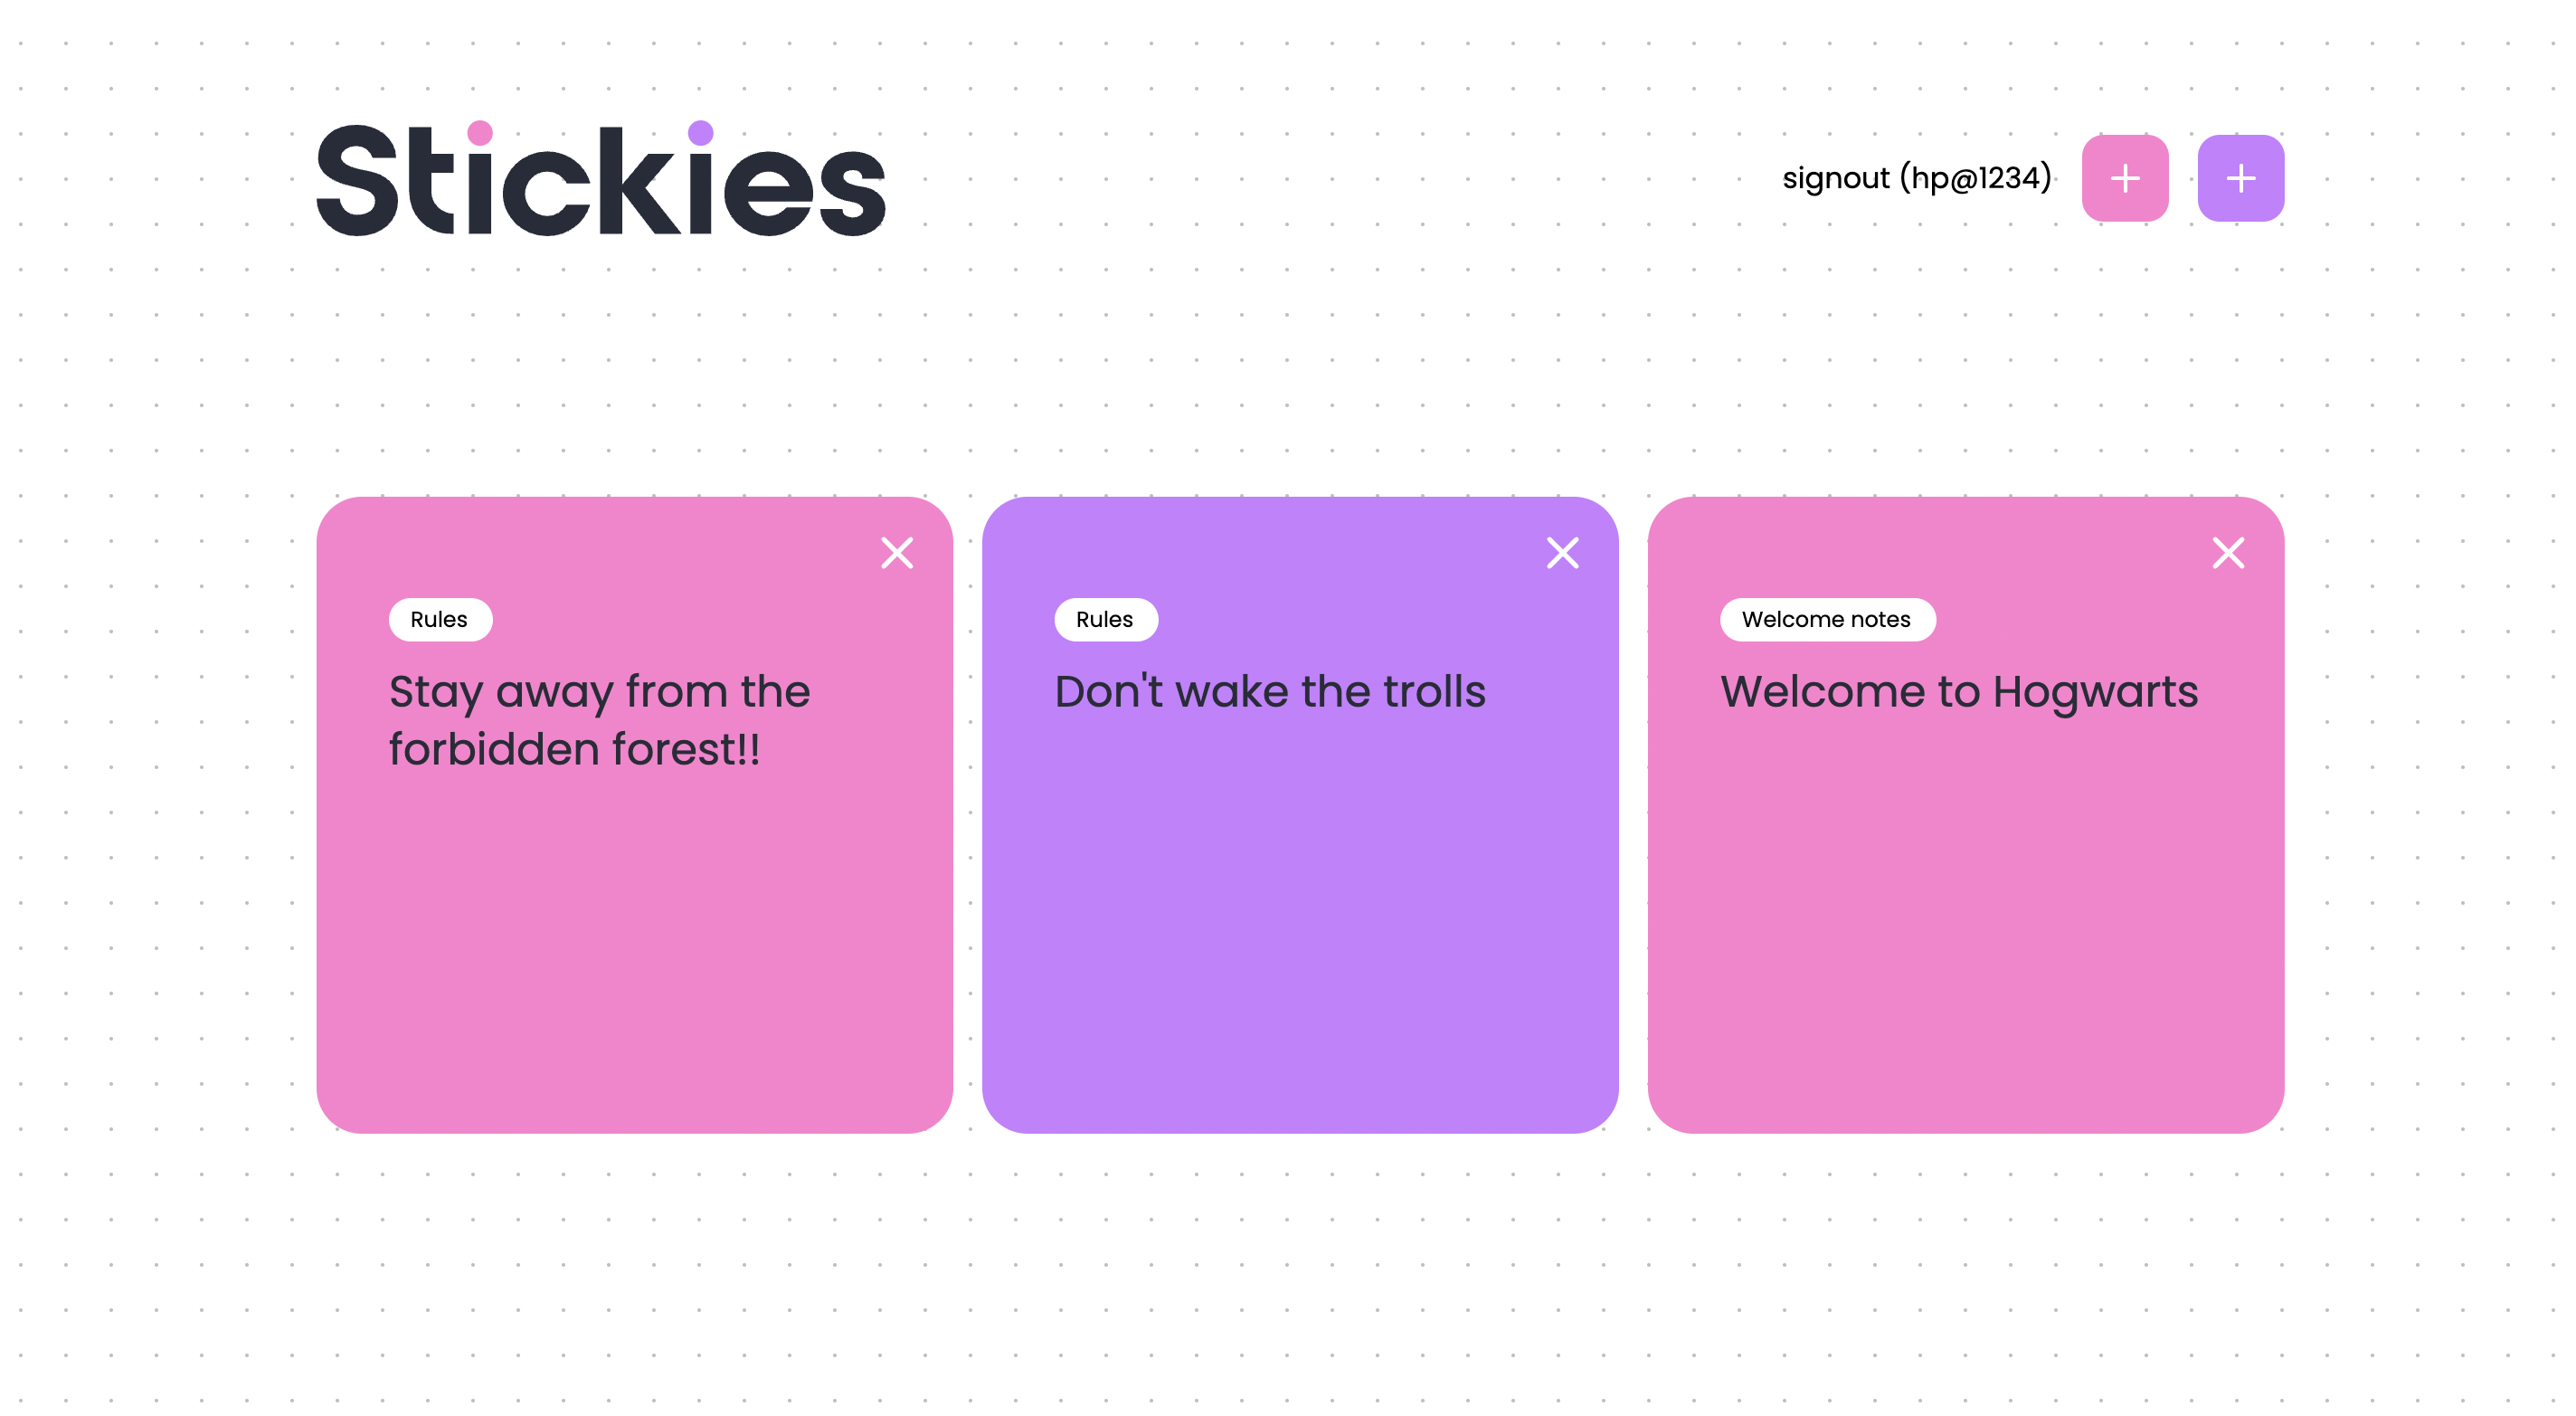 Stickies
signout (hp@1234)
Rules
Stay away from the
forbidden forest!!
Rules
Don't wake the trolls
Welcome notes
Welcome to Hogwarts